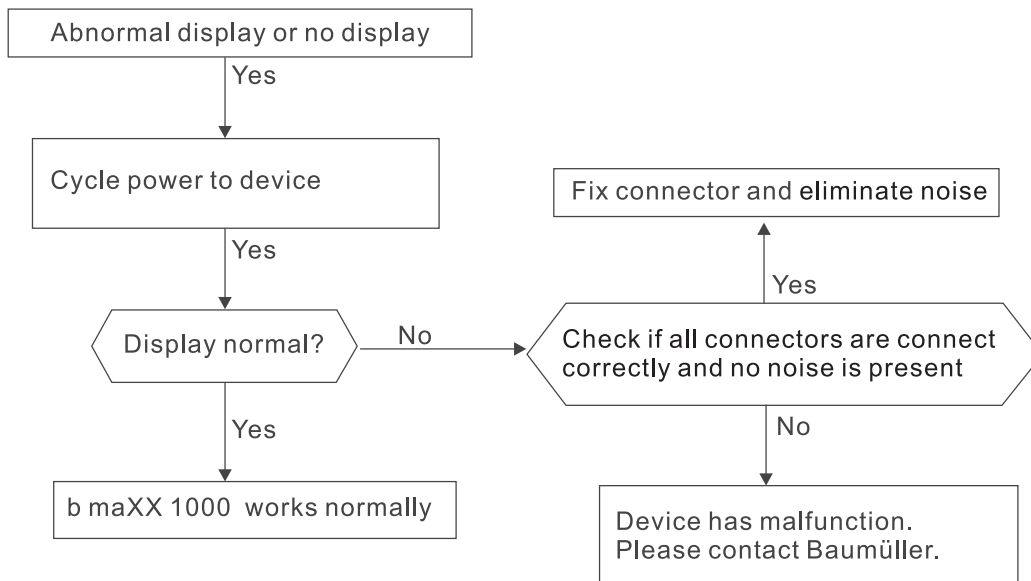 Abnormal display or no display
Yes
Cycle power to device
Yes
Display normal?
No
Yes
b maXX 1000 works normally
Fix connector and eliminate noise
Yes
Check if all connectors are connect
correctly and no noise is present
No
Device has malfunction.
Please contact Baumüller.